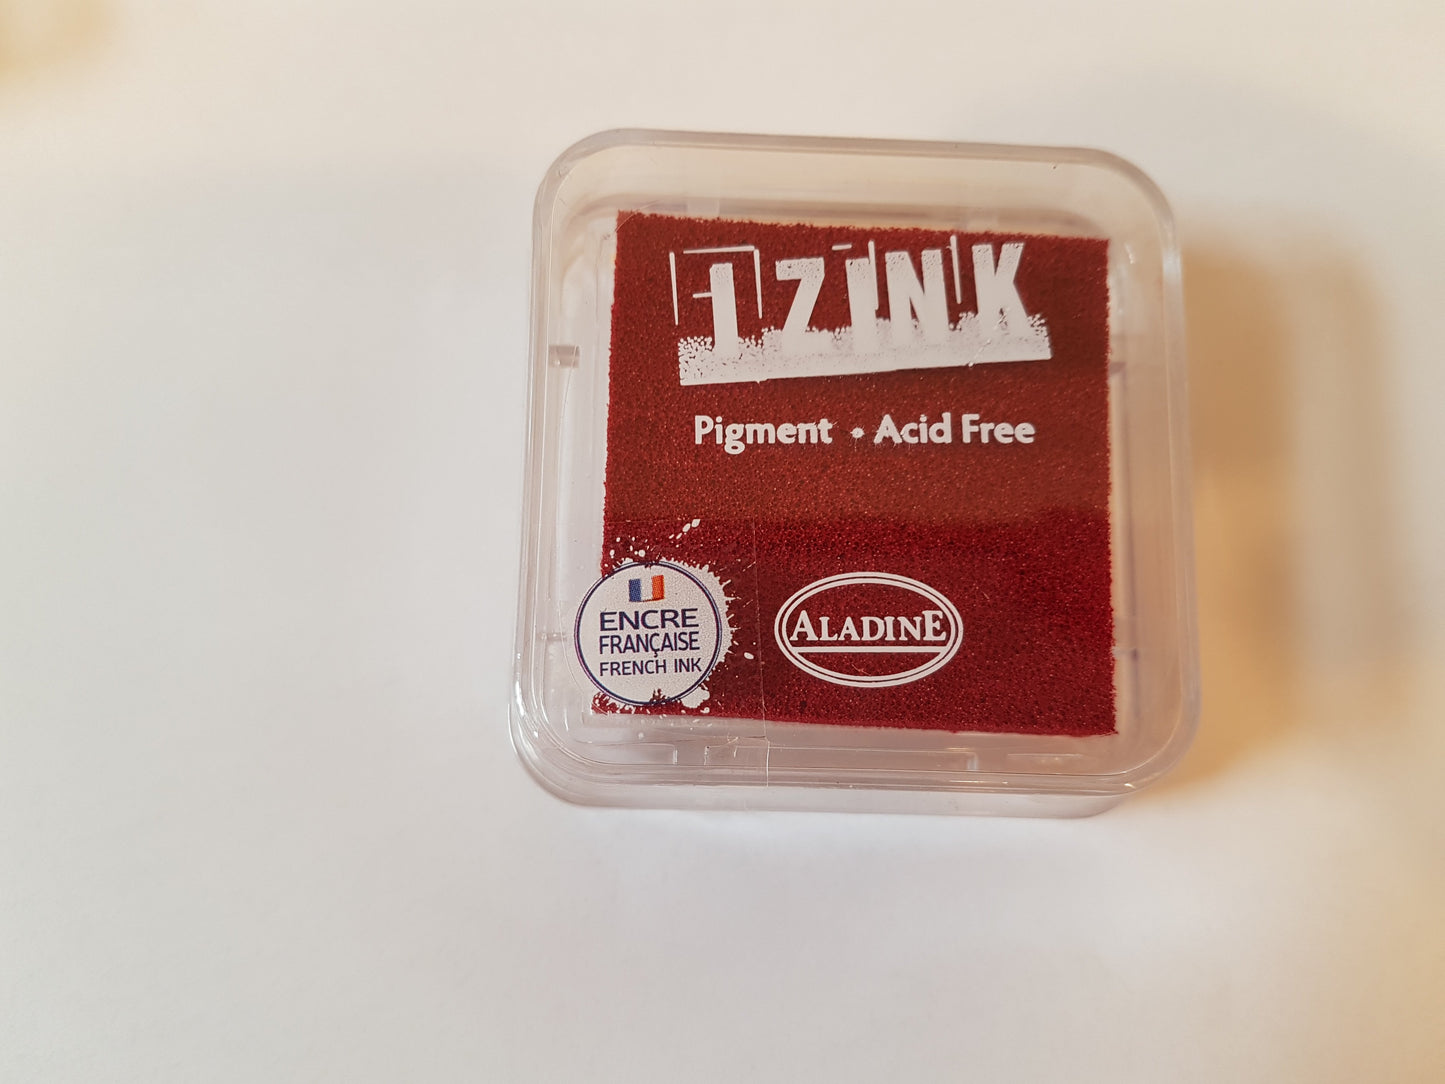 IZINK
Pigment • Acid Free
ENCRE
FRANÇAISE
FRENCH INK
ALADINE